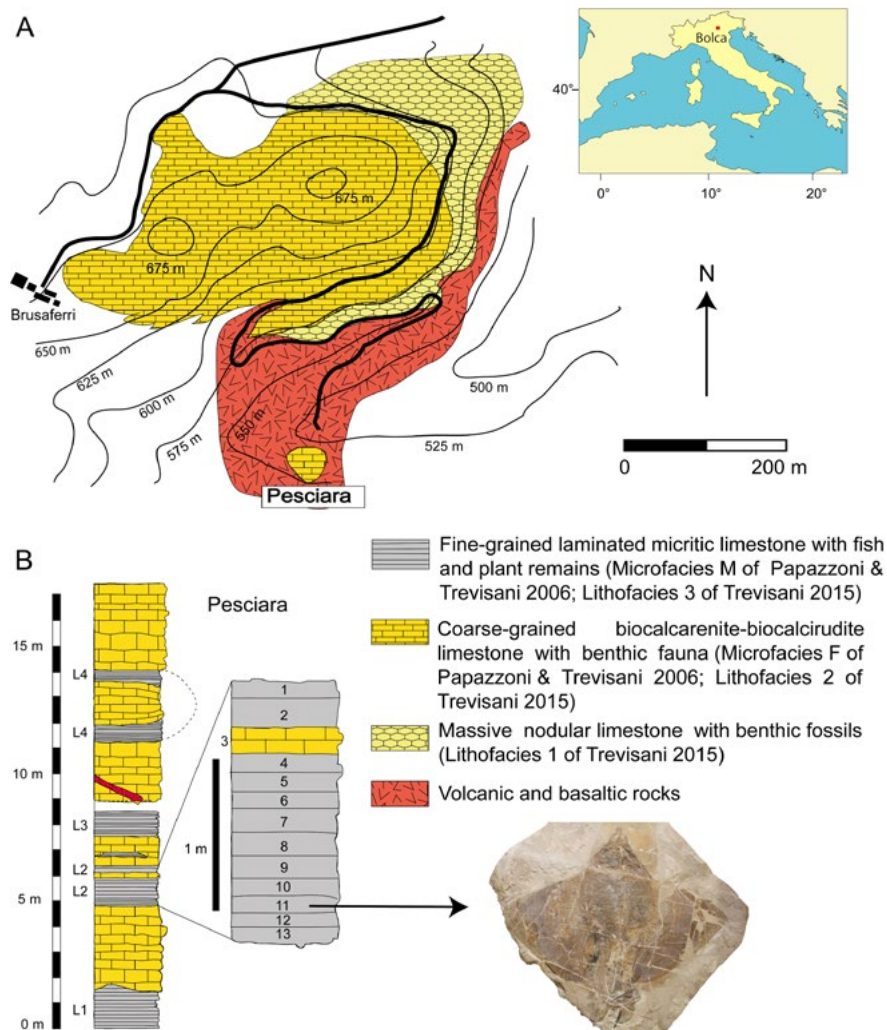 A
Bolca
40°
0°
10°
20°
675 m
675 m
Brusaferri
650 m
625 m
600 m
575 m
550 m
500 m
525 m
N
0
200 m
Pesciara
B
Pesciara
Fine-grained laminated micritic limestone with fish
and plant remains (Microfacies M of Papazzoni &
Trevisani 2006; Lithofacies 3 of Trevisani 2015)
Coarse-grained biocalcarenite-biocalcirudite
limestone with benthic fauna (Microfacies F of
Papazzoni & Trevisani 2006; Lithofacies 2 of
Trevisani 2015)
Massive nodular limestone with benthic fossils
(Lithofacies 1 of Trevisani 2015)
Volcanic and basaltic rocks
15 m
10 m
5 m
0 m
L4
L4
L3
L2
L2
L1
1
2
3
4
5
6
7
8
9
10
11
12
13
1 m